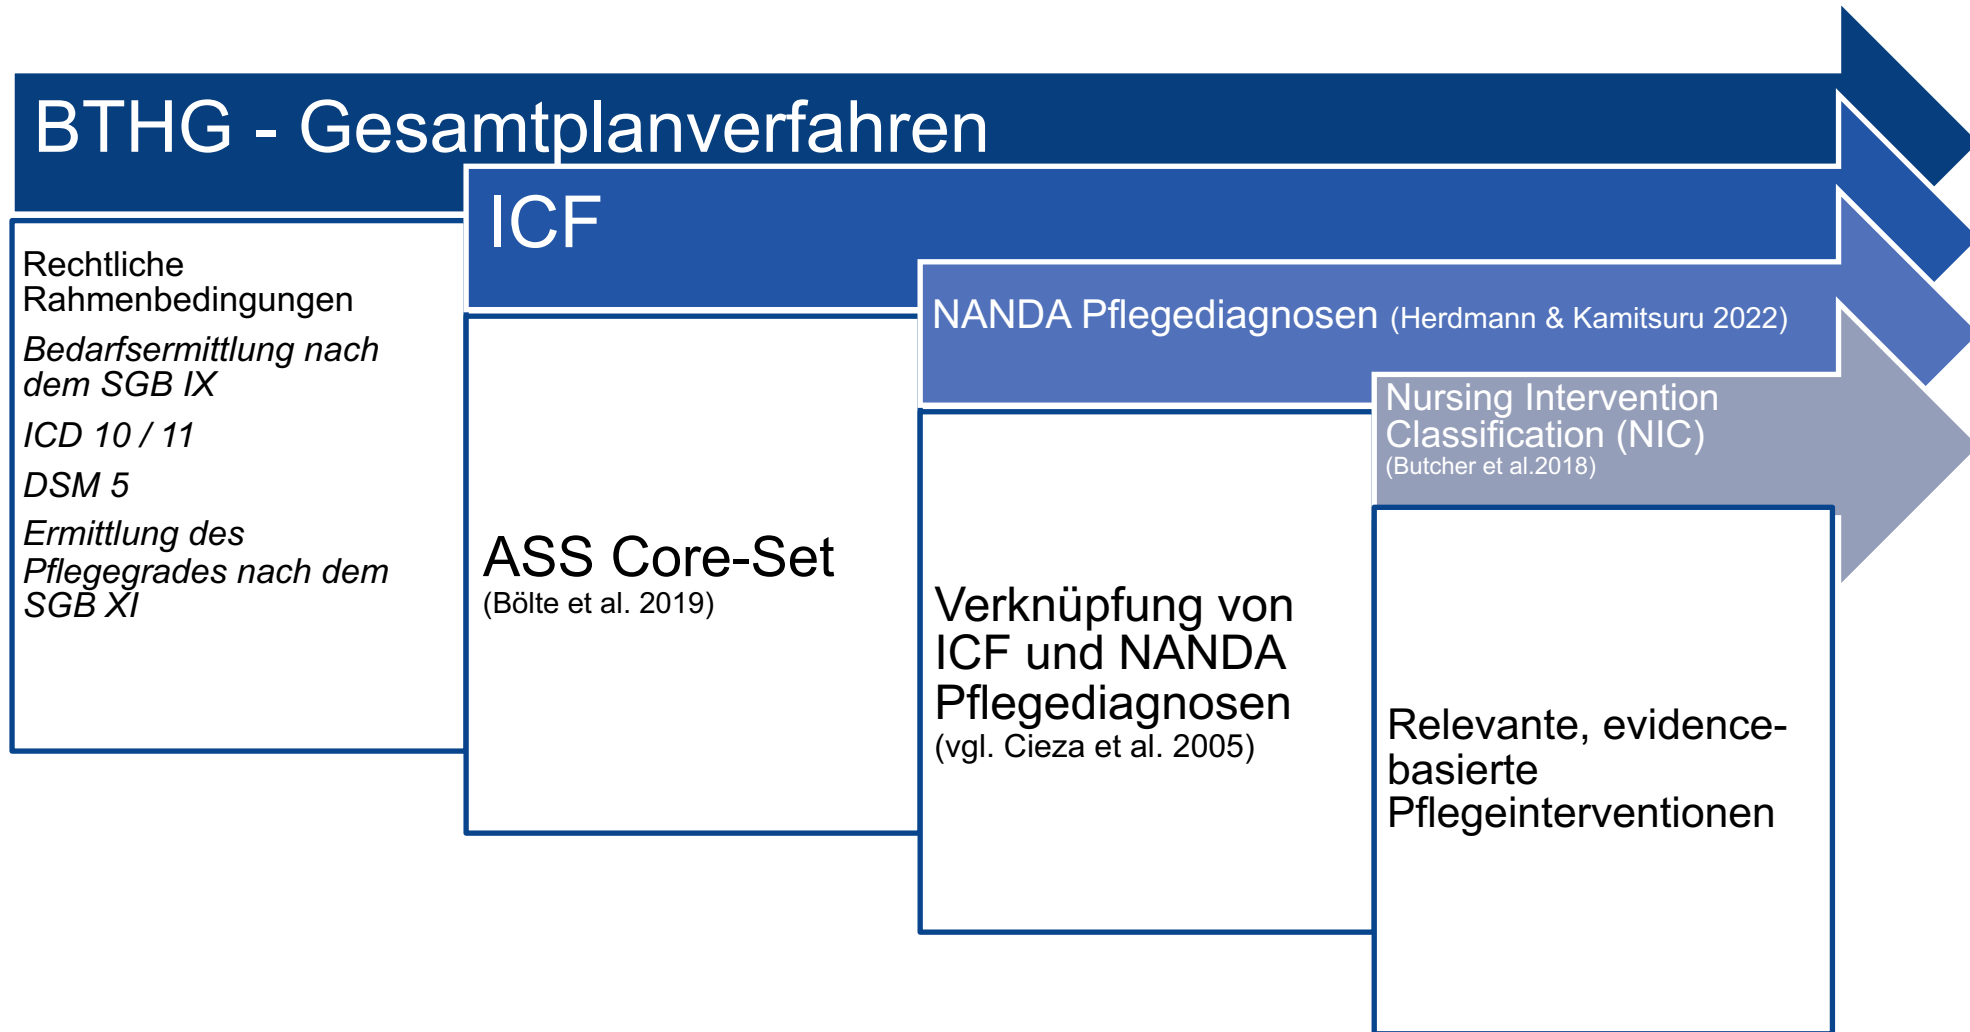 BTHG - Gesamtplanverfahren
Rechtliche
Rahmenbedingungen
Bedarfsermittlung nach
dem SGB IX
ICD 10 / 11
DSM 5
Ermittlung des
Pflegegrades nach dem
SGB XI
ICF
ASS Core-Set
(Bölte et al. 2019)
NANDA Pflegediagnosen (Herdmann & Kamitsuru 2022)
Verknüpfung von
ICF und NANDA
Pflegediagnosen
(vgl. Cieza et al. 2005)
Nursing Intervention
Classification (NIC)
(Butcher et al.2018)
Relevante, evidence-
basierte
Pflegeinterventionen